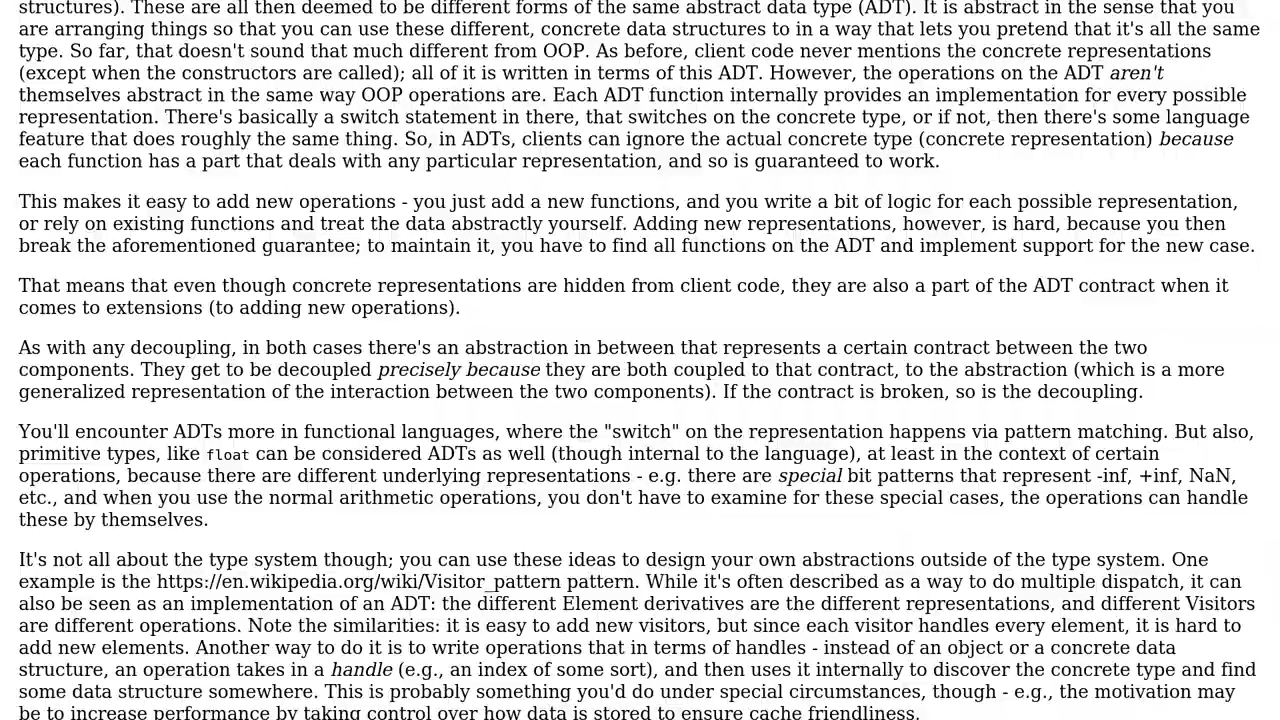 structures). These are all then deemed to be different forms of the same abstract data type (ADT). It is abstract in the sense that you
are arranging things so that you can use these different, concrete data structures to in a way that lets you pretend that it's all the same
type. So far, that doesn't sound that much different from OOP. As before, client code never mentions the concrete representations
(except when the constructors are called); all of it is written in terms of this ADT. However, the operations on the ADT aren't
themselves abstract in the same way OOP operations are. Each ADT function internally provides an implementation for every possible
representation. There's basically a switch statement in there, that switches on the concrete type, or if not, then there's some language
feature that does roughly the same thing. So, in ADTs, clients can ignore the actual concrete type (concrete representation) because
each function has a part that deals with any particular representation, and so is guaranteed to work.
This makes it easy to add new operations - you just add a new functions, and you write a bit of logic for each possible representation,
or rely on existing functions and treat the data abstractly yourself. Adding new representations, however, is hard, because you then
break the aforementioned guarantee; to maintain it, you have to find all functions on the ADT and implement support for the new case.
That means that even though concrete representations are hidden from client code, they are also a part of the ADT contract when it
comes to extensions (to adding new operations).
As with any decoupling, in both cases there's an abstraction in between that represents a certain contract between the two
components. They get to be decoupled precisely because they are both coupled to that contract, to the abstraction (which is a more
generalized representation of the interaction between the two components). If the contract is broken, so is the decoupling.
You'll encounter ADTs more in functional languages, where the "switch" on the representation happens via pattern matching. But also,
primitive types, like float can be considered ADTs as well (though internal to the language), at least in the context of certain
operations, because there are different underlying representations - e.g. there are special bit patterns that represent -inf, +inf, NaN,
etc., and when you use the normal arithmetic operations, you don't have to examine for these special cases, the operations can handle
these by themselves.
It's not all about the type system though; you can use these ideas to design your own abstractions outside of the type system. One
example is the https://en.wikipedia.org/wiki/Visitor_pattern pattern. While it's often described as a way to do multiple dispatch, it can
also be seen as an implementation of an ADT: the different Element derivatives are the different representations, and different Visitors
are different operations. Note the similarities: it is easy to add new visitors, but since each visitor handles every element, it is hard to
add new elements. Another way to do it is to write operations that in terms of handles - instead of an object or a concrete data
structure, an operation takes in a handle (e.g., an index of some sort), and then uses it internally to discover the concrete type and find
some data structure somewhere. This is probably something you'd do under special circumstances, though - e.g., the motivation may
be to increase performance by taking control over how data is stored to ensure cache friendliness.